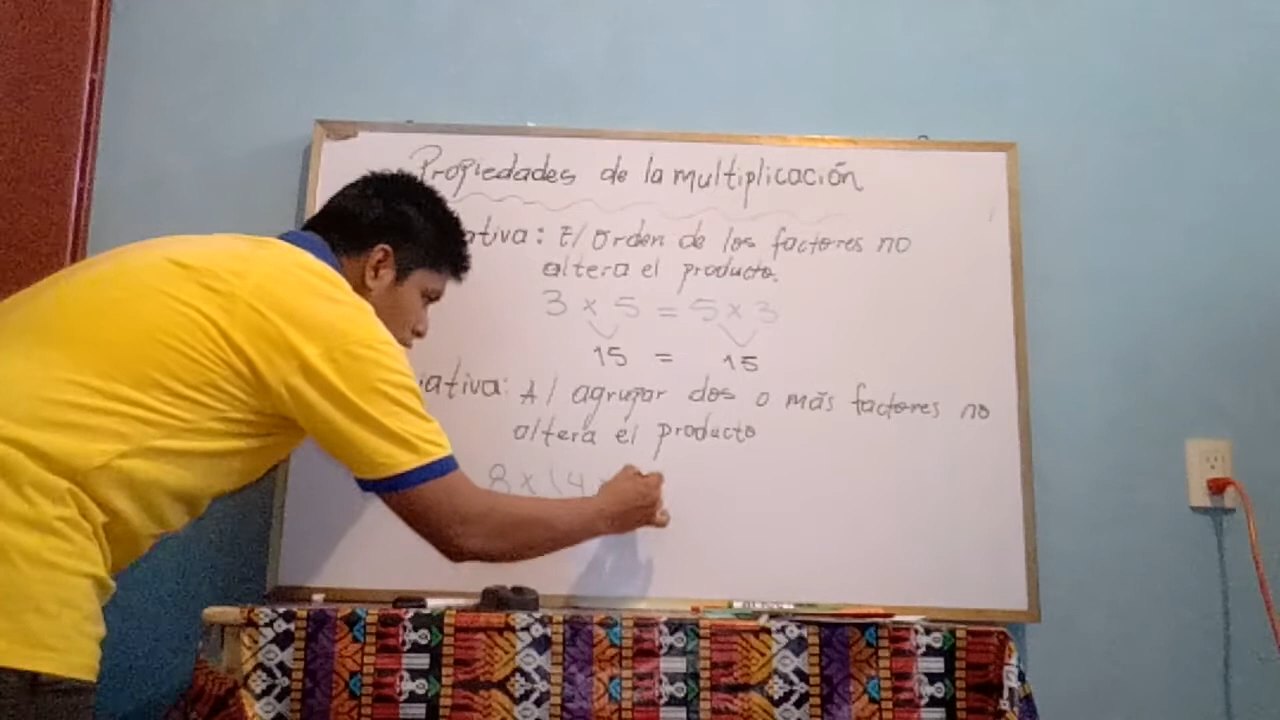 Propiedades de la multiplicación
ativa: El orden de los factores no
altera el producto.
3 x 5 = 5 x 3
15 = 15
iativa: Al agrupar dos o más factores no
altera el producto
8 x (4